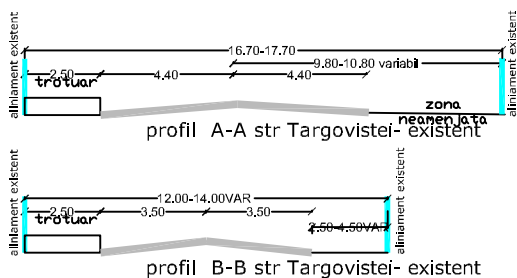 aliniament existent
16.70-17.70
9.80-10.80 variabil
2.50
4.40
4.40
trotuar
zona
neamenjata
aliniament existent
profil A-A str Targovistei- existent
aliniament existent
12.00-14.00VAR
2.50
3.50
3.50
trotuar
2.50-4.50VAR
aliniament existent
profil B-B str Targovistei- existent